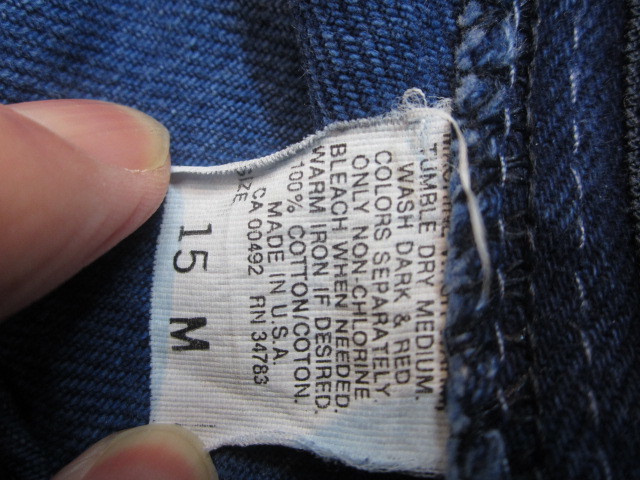 TUMBLE DRY MEDIUM.
WASH DARK & RED
COLORS SEPARATELY
ONLY NON-CHLORINE
BLEACH WHEN NEEDED.
WARM IRON IF DESIRED.
100% COTTON/COTON.
MADE IN U.S.A.
CA 00492 RN 34783
SIZE
15 M